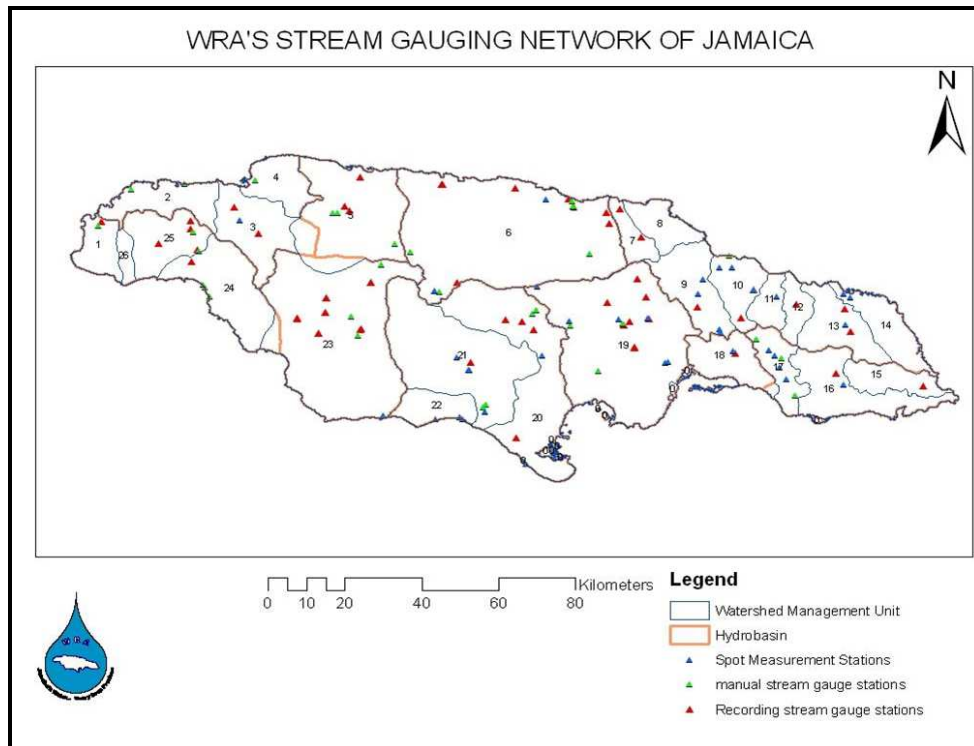 WRA'S STREAM GAUGING NETWORK OF JAMAICA
N
4
2
3
5
1
25
26
6
7
8
24
9
10
11
12
13
14
23
21
19
18
17
16
15
22
20
Kilometers
0 10 20 40 60 80
Legend
Watershed Management Unit
Hydrobasin
Spot Measurement Stations
manual stream gauge stations
Recording stream gauge stations